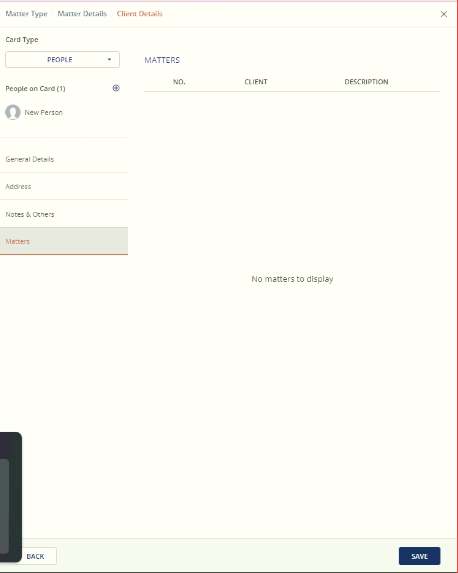 Matter Type Matter Details Client Details
Card Type
PEOPLE
People on Card (1)
New Person
General Details
Address
Notes & Others
Matters
MATTERS
NO. CLIENT DESCRIPTION
No matters to display
BACK SAVE